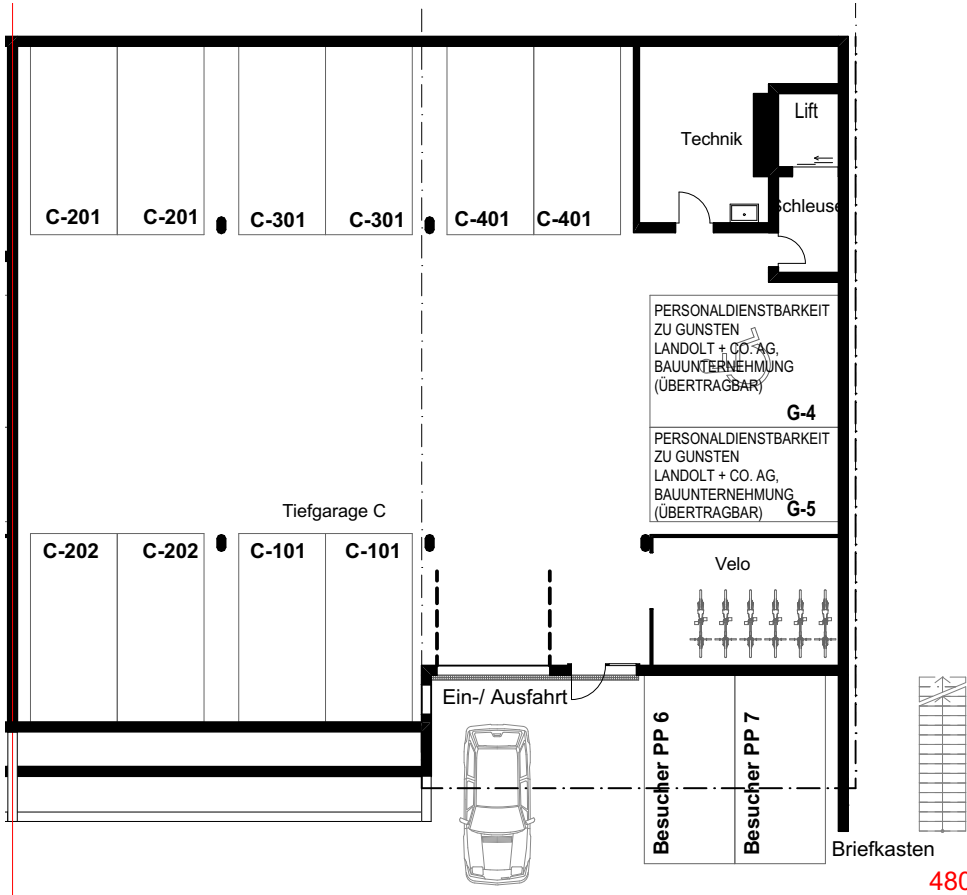 Lift
Technik
Schleuse
C-201
C-201
C-301
C-301
C-401
C-401
PERSONALDIENSTBARKEIT
ZU GUNSTEN
LANDOLT + CO. AG,
BAUUNTERNEHMUNG
(ÜBERTRAGBAR)
G-4
PERSONALDIENSTBARKEIT
ZU GUNSTEN
LANDOLT + CO. AG,
BAUUNTERNEHMUNG
(ÜBERTRAGBAR)
G-5
Tiefgarage C
C-202
C-202
C-101
C-101
Velo
Ein-/ Ausfahrt
Besucher PP 6
Besucher PP 7
Briefkasten
480